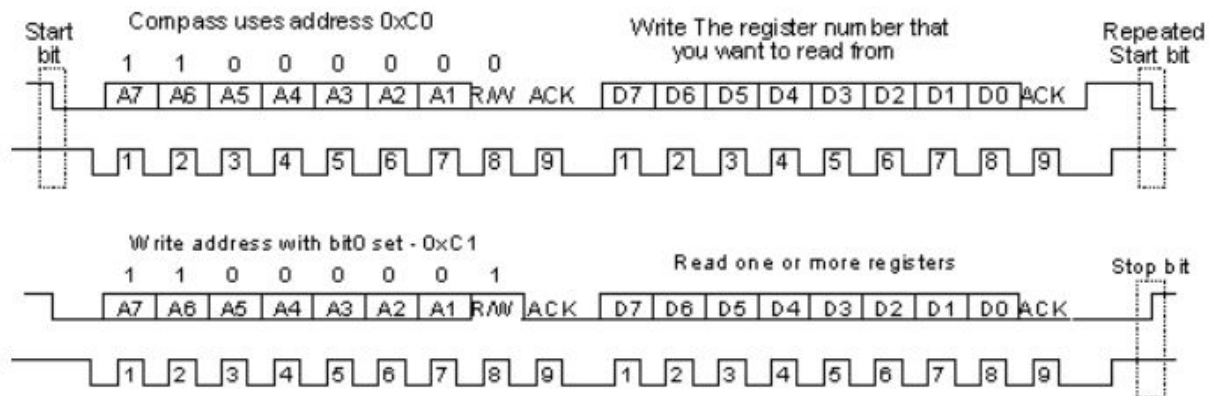 Compass uses address 0xC0
Write The register number that
you want to read from
Start
bit
Repeated
Start bit
1 1 0 0 0 0 0 0
A7 A6 A5 A4 A3 A2 A1 R/W ACK D7 D6 D5 D4 D3 D2 D1 D0 ACK
1 2 3 4 5 6 7 8 9 1 2 3 4 5 6 7 8 9
Write address with bit0 set - 0xC1
Read one or more registers
Stop bit
1 1 0 0 0 0 0 1
A7 A6 A5 A4 A3 A2 A1 R/W ACK D7 D6 D5 D4 D3 D2 D1 D0 ACK
1 2 3 4 5 6 7 8 9 1 2 3 4 5 6 7 8 9